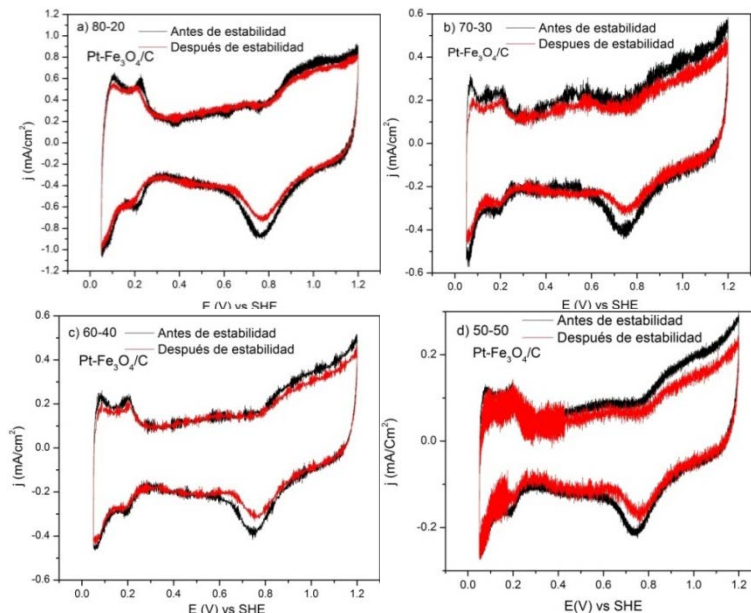 a) 80-20
Antes de estabilidad
Después de estabilidad
Pt-Fe₃O₄/C
j (mA/cm²)
1.2
1.0
0.8
0.6
0.4
0.2
0.0
-0.2
-0.4
-0.6
-0.8
-1.0
-1.2
0.0 0.2 0.4 0.6 0.8 1.0 1.2
E (V) vs SHE
b) 70-30
Antes de estabilidad
Despues de estabilidad
Pt-Fe₃O₄/C
j (mA/cm²)
0.6
0.4
0.2
0.0
-0.2
-0.4
-0.6
0.0 0.2 0.4 0.6 0.8 1.0 1.2
E (V) vs SHE
c) 60-40
Antes de estabilidad
Después de estabilidad
Pt-Fe₃O₄/C
j (mA/cm²)
0.6
0.4
0.2
0.0
-0.2
-0.4
-0.6
0.0 0.2 0.4 0.6 0.8 1.0 1.2
E (V) vs SHE
d) 50-50
Antes de estabilidad
Después de estabilidad
Pt-Fe₃O₄/C
j (mA/Cm²)
0.2
0.0
-0.2
0.0 0.2 0.4 0.6 0.8 1.0 1.2
E(V) vs SHE